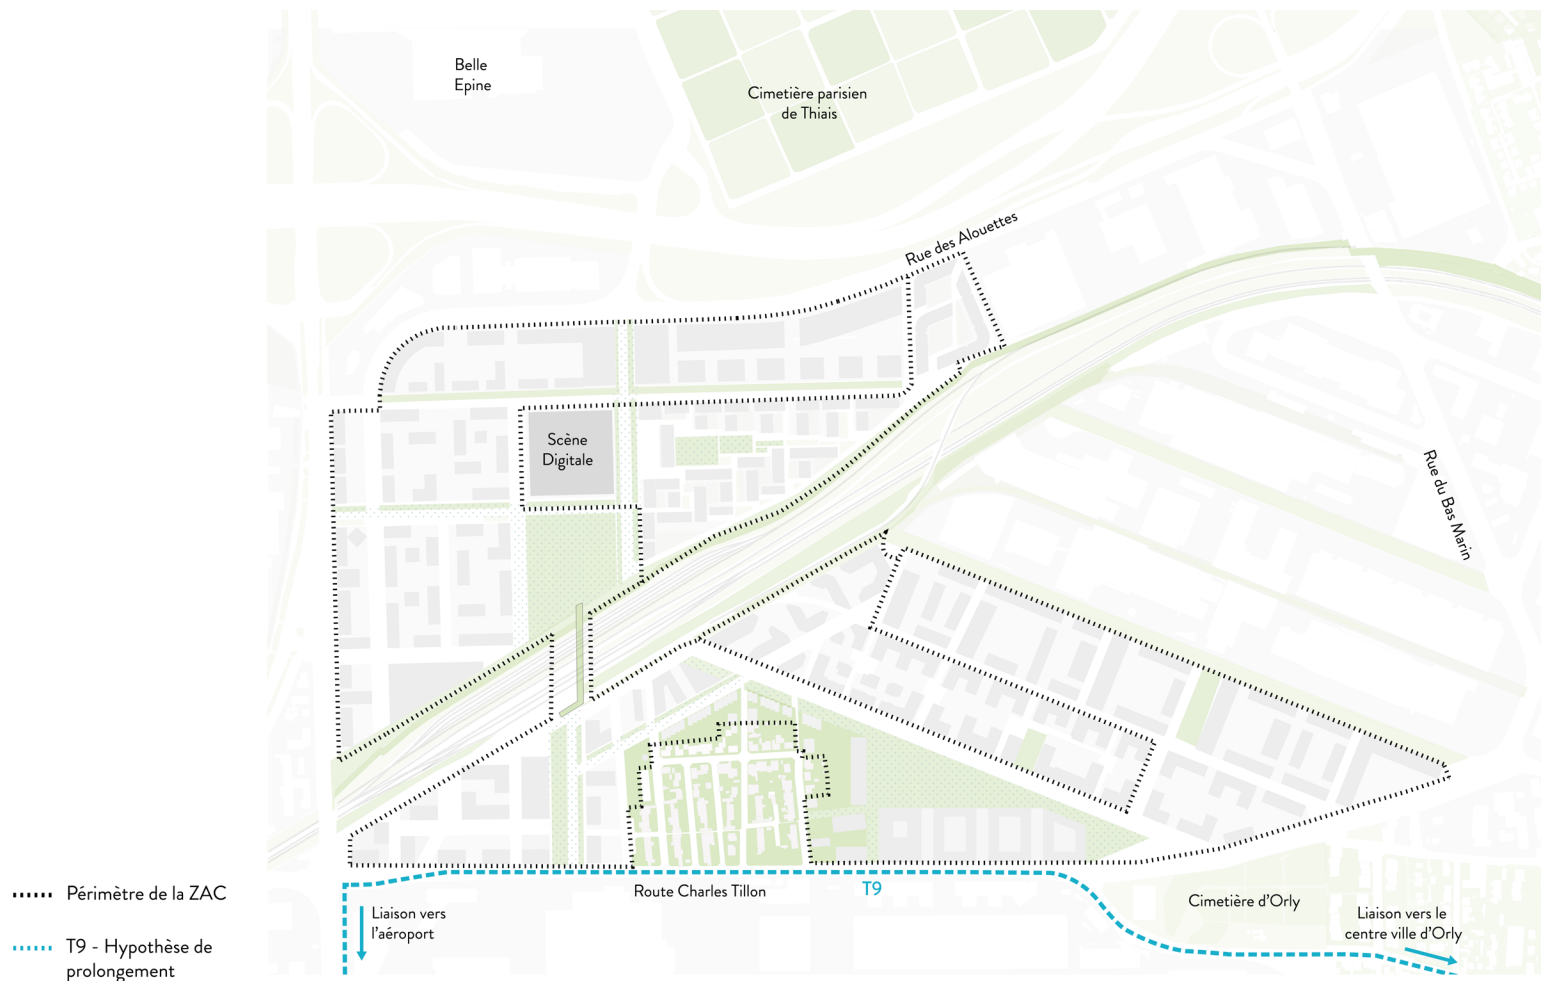 Belle
Epine
Cimetière parisien
de Thiais
Rue des Alouettes
Scène
Digitale
Rue du Bas Marin
Périmètre de la ZAC
T9 - Hypothèse de
prolongement
Liaison vers
l'aéroport
Route Charles Tillon
T9
Cimetière d'Orly
Liaison vers le
centre ville d'Orly